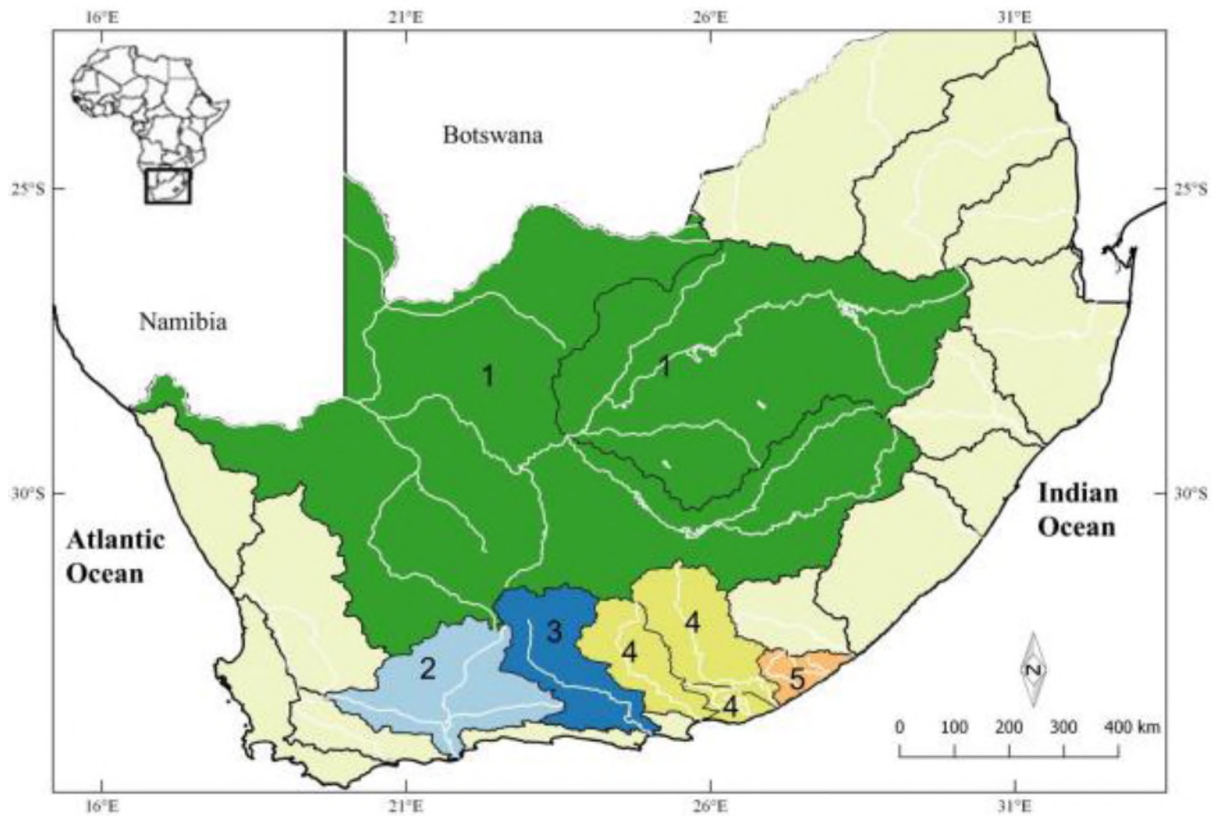 16°E 21°E 26°E 31°E
Botswana
25°S 25°S
Namibia
1 1
30°S 30°S
Indian
Ocean
Atlantic
Ocean
4
3
4
2
5
N
4
0 100 200 300 400 km
16°E 21°E 26°E 31°E